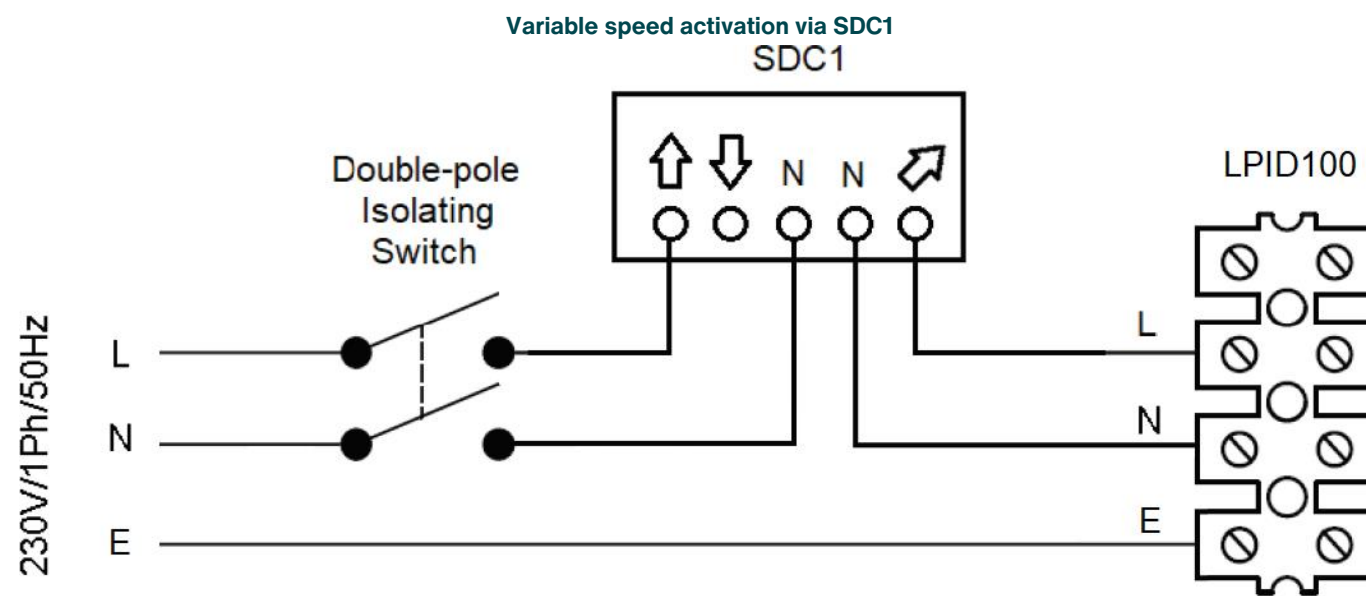 Variable speed activation via SDC1
SDC1
Double-pole
Isolating
Switch
N N
LPID100
230V/1Ph/50Hz
L
N
E
L
N
E